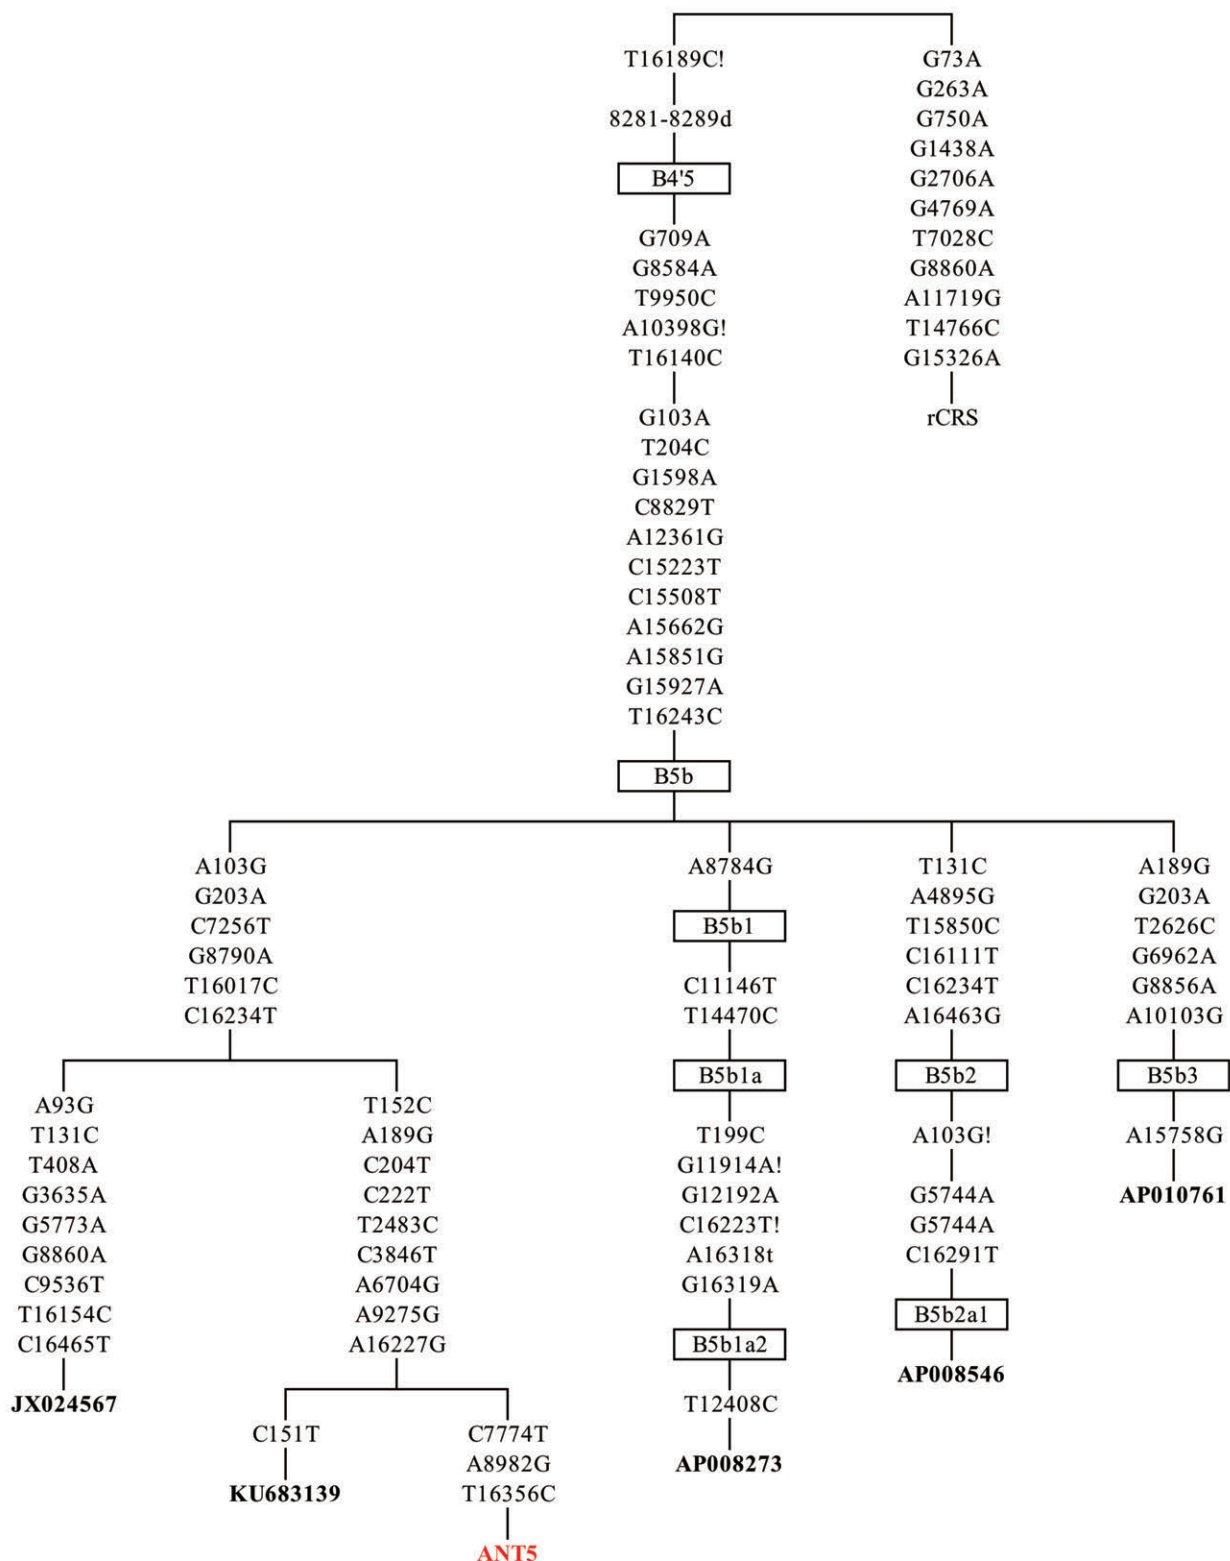 T16189C!
8281-8289d
B4'5
G709A
G8584A
T9950C
A10398G!
T16140C
G103A
T204C
G1598A
C8829T
A12361G
C15223T
C15508T
A15662G
A15851G
G15927A
T16243C
B5b
G73A
G263A
G750A
G1438A
G2706A
G4769A
T7028C
G8860A
A11719G
T14766C
G15326A
rCRS
A103G
G203A
C7256T
G8790A
T16017C
C16234T
A93G
T131C
T408A
G3635A
G5773A
G8860A
C9536T
T16154C
C16465T
JX024567
T152C
A189G
C204T
C222T
T2483C
C3846T
A6704G
A9275G
A16227G
C151T
KU683139
C7774T
A8982G
T16356C
ANT5
A8784G
B5b1
C11146T
T14470C
B5b1a
T199C
G11914A!
G12192A
C16223T!
A16318t
G16319A
B5b1a2
T12408C
AP008273
T131C
A4895G
T15850C
C16111T
C16234T
A16463G
B5b2
A103G!
G5744A
G5744A
C16291T
B5b2a1
AP008546
A189G
G203A
T2626C
G6962A
G8856A
A10103G
B5b3
A15758G
AP010761